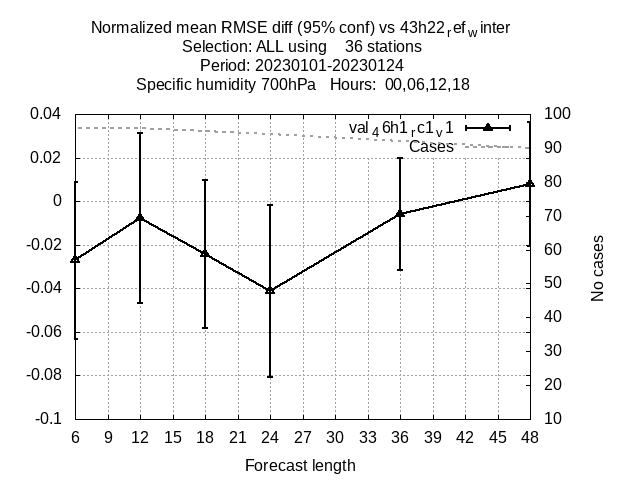 Normalized mean RMSE diff (95% conf) vs 43h22refwinter
Selection: ALL using 36 stations
Period: 20230101-20230124
Specific humidity 700hPa Hours: 00,06,12,18
0.04 100
val46h1rc1v1
Cases
0.02 90
80
0 70
-0.02 60
50
-0.04 40
-0.06 30
-0.08 20
-0.1 10
No cases
6 9 12 15 18 21 24 27 30 33 36 39 42 45 48
Forecast length